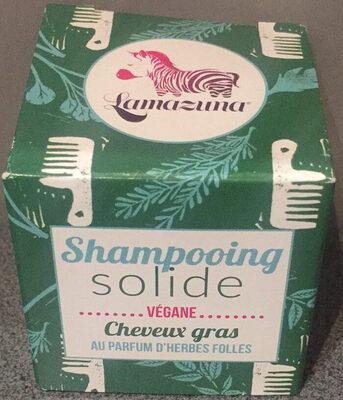 Lamazuna
Shampooing
solide
VÉGANE
Cheveux gras
AU PARFUM D'HERBES FOLLES